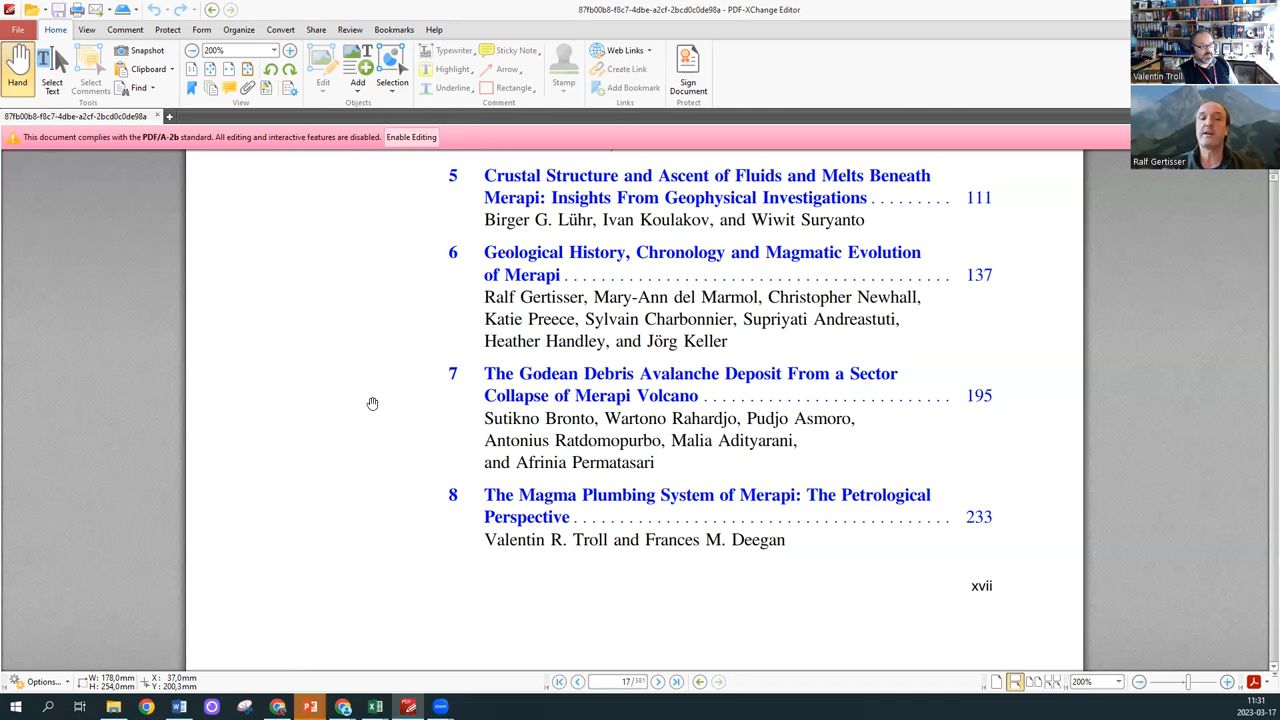 87fb00b8-f8c7-4dbe-a2cf-2bcd0c0de98a - PDF-XChange Editor
File Home View Comment Protect Form Organize Convert Share Review Bookmarks Help
Hand
Select Text
Snapshot
Clipboard
Find
Select Comments
Tools
200%
View
Edit
Add
Selection
Objects
Typewriter
Highlight
Underline
Sticky Note
Arrow
Rectangle
Stamp
Comment
Web Links
Create Link
Add Bookmark
Links
Sign Document
Protect
Valentin Troll
Ralf Gertisser
87fb00b8-f8c7-4dbe-a2cf-2bcd0c0de98a
This document complies with the PDF/A-2b standard. All editing and interactive features are disabled. Enable Editing
5 Crustal Structure and Ascent of Fluids and Melts Beneath
Merapi: Insights From Geophysical Investigations . . . . . . . . . 111
Birger G. Lühr, Ivan Koulakov, and Wiwit Suryanto
6 Geological History, Chronology and Magmatic Evolution
of Merapi . . . . . . . . . . . . . . . . . . . . . . . . . . . . . . . . . . . . . . . . . . 137
Ralf Gertisser, Mary-Ann del Marmol, Christopher Newhall,
Katie Preece, Sylvain Charbonnier, Supriyati Andreastuti,
Heather Handley, and Jörg Keller
7 The Godean Debris Avalanche Deposit From a Sector
Collapse of Merapi Volcano . . . . . . . . . . . . . . . . . . . . . . . . . . . 195
Sutikno Bronto, Wartono Rahardjo, Pudjo Asmoro,
Antonius Ratdomopurbo, Malia Adityarani,
and Afrinia Permatasari
8 The Magma Plumbing System of Merapi: The Petrological
Perspective . . . . . . . . . . . . . . . . . . . . . . . . . . . . . . . . . . . . . . . . . 233
Valentin R. Troll and Frances M. Deegan
xvii
Options...
W: 178,0mm
H: 254,0mm
X: 37,0mm
Y: 200,3mm
17 / 581
200%
11:31
2023-03-17